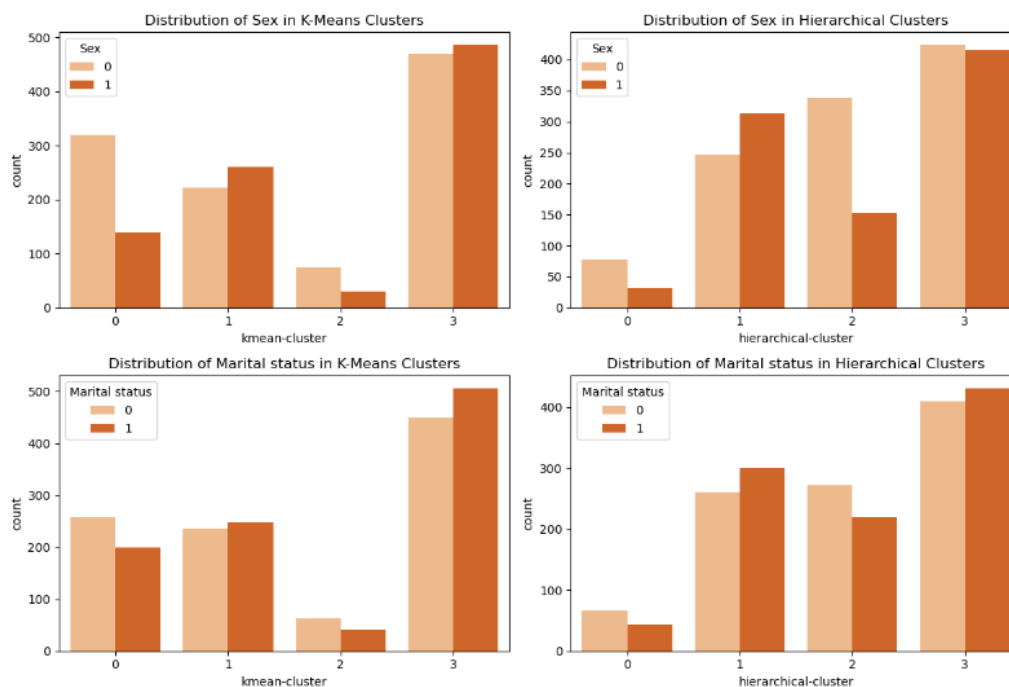 Distribution of Sex in K-Means Clusters
Sex
0
1
500
400
300
200
100
0
count
0 1 2 3
kmean-cluster
Distribution of Sex in Hierarchical Clusters
Sex
0
1
400
350
300
250
200
150
100
50
0
count
0 1 2 3
hierarchical-cluster
Distribution of Marital status in K-Means Clusters
Marital status
0
1
500
400
300
200
100
0
count
0 1 2 3
kmean-cluster
Distribution of Marital status in Hierarchical Clusters
Marital status
0
1
400
300
200
100
0
count
0 1 2 3
hierarchical-cluster